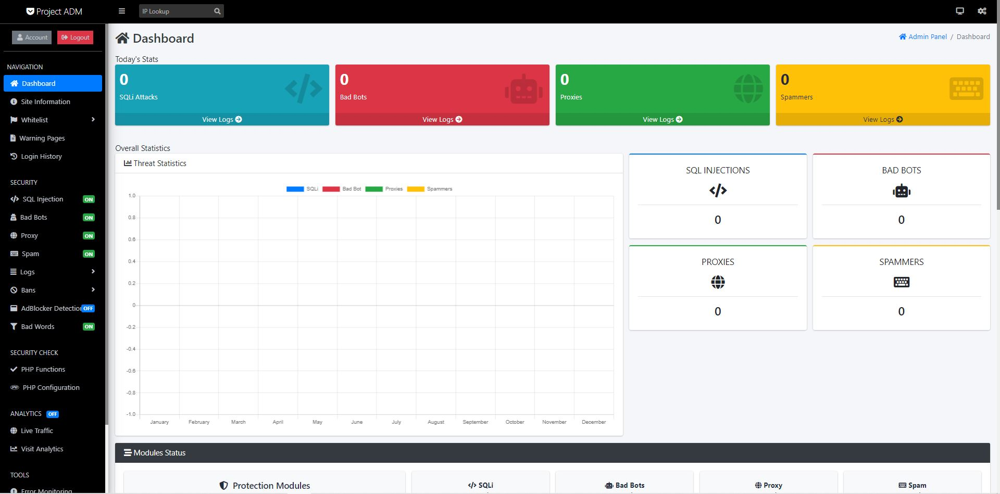 Project ADM
IP Lookup
Account
Logout
NAVIGATION
Dashboard
Site Information
Whitelist
Warning Pages
Login History
SECURITY
SQL Injection ON
Bad Bots ON
Proxy ON
Spam ON
Logs
Bans
AdBlocker Detection OFF
Bad Words ON
SECURITY CHECK
PHP Functions
PHP Configuration
ANALYTICS OFF
Live Traffic
Visit Analytics
TOOLS
Error Monitoring
Dashboard
Admin Panel / Dashboard
Today's Stats
0
SQLi Attacks
View Logs
0
Bad Bots
View Logs
0
Proxies
View Logs
0
Spammers
View Logs
Overall Statistics
Threat Statistics
SQLi Bad Bot Proxies Spammers
1.0
0.8
0.6
0.4
0.2
0
-0.2
-0.4
-0.6
-0.8
-1.0
January February March April May June July August September October November December
SQL INJECTIONS
0
BAD BOTS
0
PROXIES
0
SPAMMERS
0
Modules Status
Protection Modules
SQLi
Bad Bots
Proxy
Spam